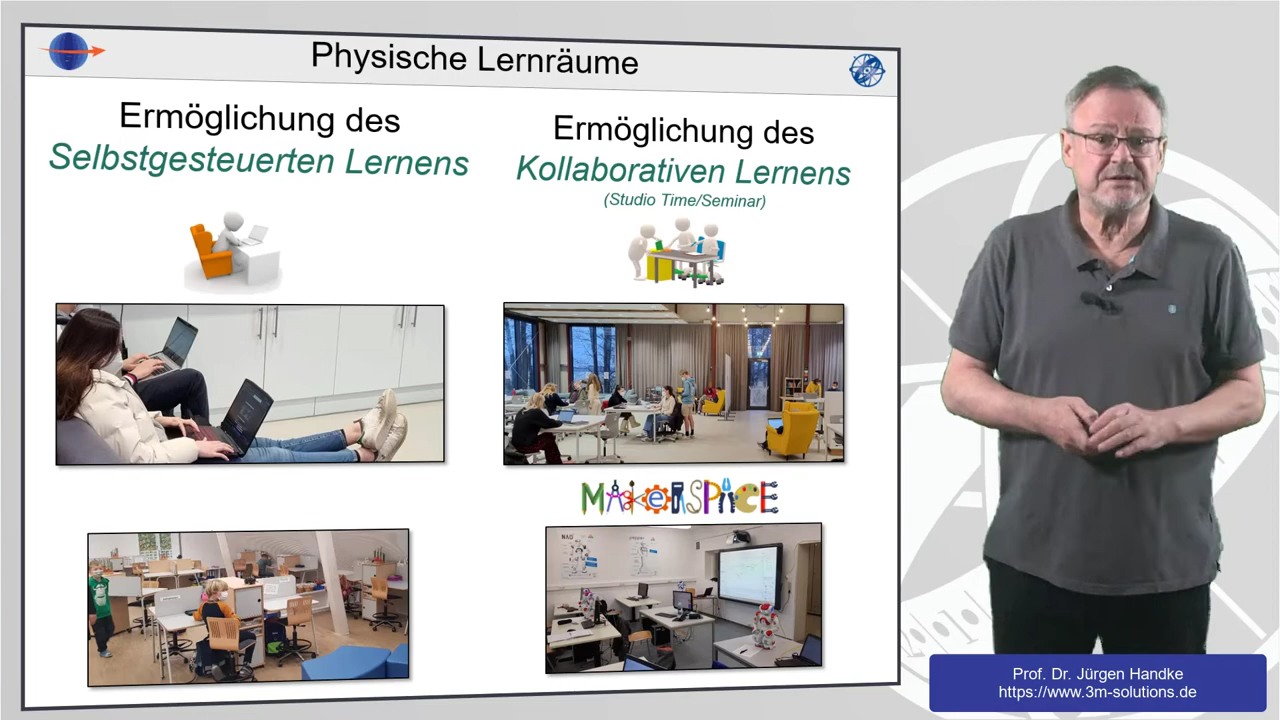 Physische Lernräume
Ermöglichung des
Selbstgesteuerten Lernens
Ermöglichung des
Kollaborativen Lernens
(Studio Time/Seminar)
MAKERSPACE
NAO
Prof. Dr. Jürgen Handke
https://www.3m-solutions.de